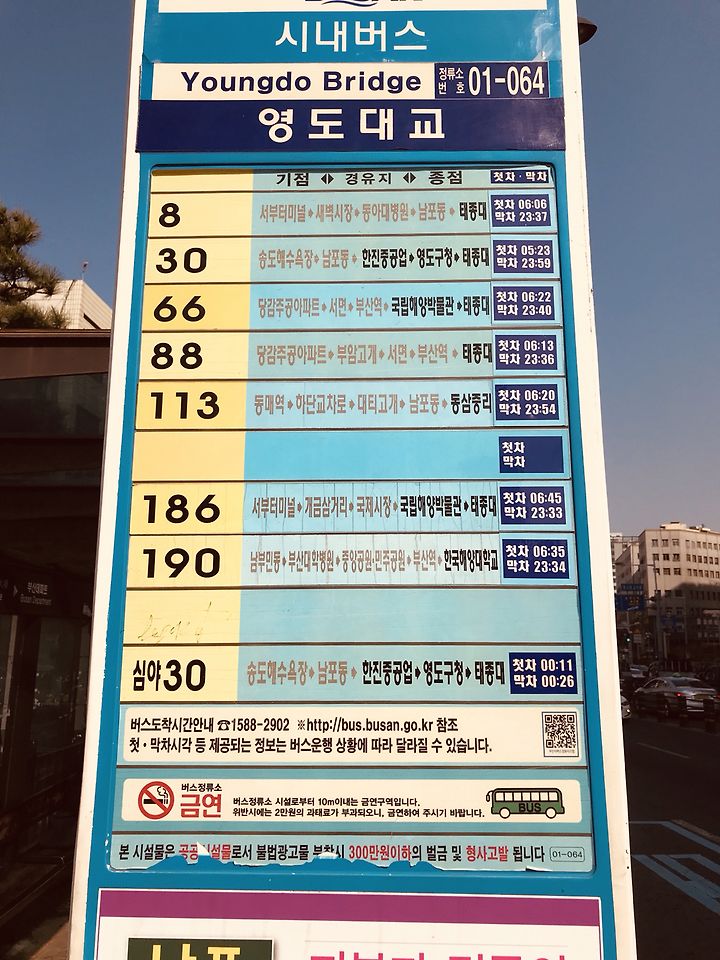 시내버스
Youngdo Bridge 정류소 번호 01-064
영도대교
기점 ◀▶ 경유지 ◀▶ 종점 첫차·막차
8 서부터미널→새벽시장→동아대병원→남포동→태종대 첫차 06:06 막차 23:37
30 송도해수욕장→남포동→한진중공업→영도구청→태종대 첫차 05:23 막차 23:59
66 당감주공아파트→서면→부산역→국립해양박물관→태종대 첫차 06:22 막차 23:40
88 당감주공아파트→부암고개→서면→부산역→태종대 첫차 06:13 막차 23:36
113 동매역→하단교차로→대티고개→남포동→동삼중리 첫차 06:20 막차 23:54
첫차 막차
186 서부터미널→개금삼거리→국제시장→국립해양박물관→태종대 첫차 06:45 막차 23:33
190 남부민동→부산대학병원→중앙공원·민주공원→부산역→한국해양대학교 첫차 06:35 막차 23:34
심야30 송도해수욕장→남포동→한진중공업→영도구청→태종대 첫차 00:11 막차 00:26
버스도착시간안내 ☎1588-2902 ※http://bus.busan.go.kr 참조
첫·막차시각 등 제공되는 정보는 버스운행 상황에 따라 달라질 수 있습니다.
버스정류소
금연
버스정류소 시설로부터 10m이내는 금연구역입니다.
위반시에는 2만원의 과태료가 부과되오니, 금연하여 주시기 바랍니다.
BUS
본 시설물은 공공시설물로서 불법광고물 부착시 300만원이하의 벌금 및 형사고발 됩니다 01-064